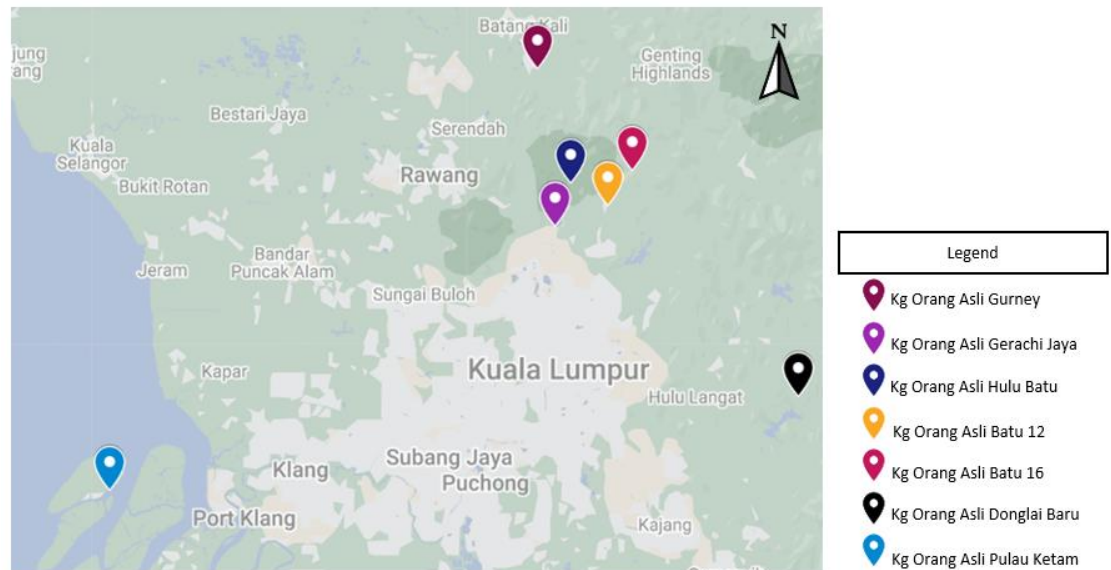 Batang Kali
N
jung
Genting
Highlands
Bestari Jaya
Serendah
Kuala
Selangor
Rawang
Bukit Rotan
Bandar
Puncak Alam
Jeram
Sungai Buloh
Kapar
Kuala Lumpur
Hulu Langat
Subang Jaya
Klang
Puchong
Port Klang
Kajang
Legend
Kg Orang Asli Gurney
Kg Orang Asli Gerachi Jaya
Kg Orang Asli Hulu Batu
Kg Orang Asli Batu 12
Kg Orang Asli Batu 16
Kg Orang Asli Donglai Baru
Kg Orang Asli Pulau Ketam